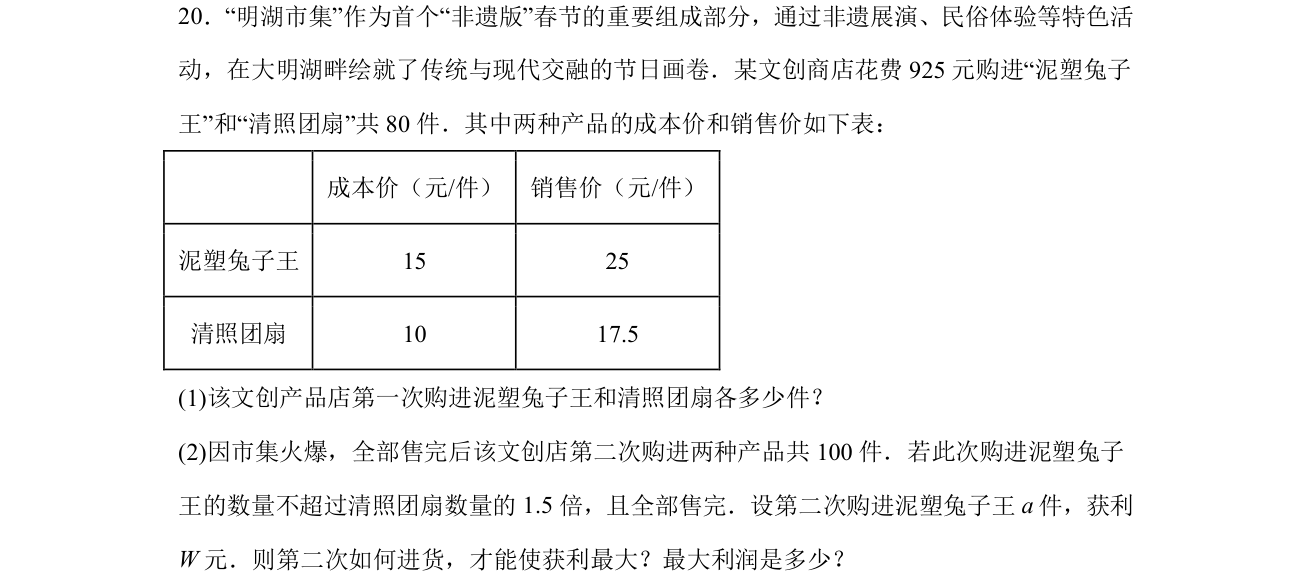 20．“明湖市集”作为首个“非遗版”春节的重要组成部分，通过非遗展演、民俗体验等特色活
动，在大明湖畔绘就了传统与现代交融的节日画卷．某文创商店花费 925 元购进“泥塑兔子
王”和“清照团扇”共 80 件．其中两种产品的成本价和销售价如下表：
成本价（元/件） 销售价（元/件）
泥塑兔子王 15 25
清照团扇 10 17.5
(1)该文创产品店第一次购进泥塑兔子王和清照团扇各多少件？
(2)因市集火爆，全部售完后该文创店第二次购进两种产品共 100 件．若此次购进泥塑兔子
王的数量不超过清照团扇数量的 1.5 倍，且全部售完．设第二次购进泥塑兔子王 a 件，获利
W 元．则第二次如何进货，才能使获利最大？最大利润是多少？